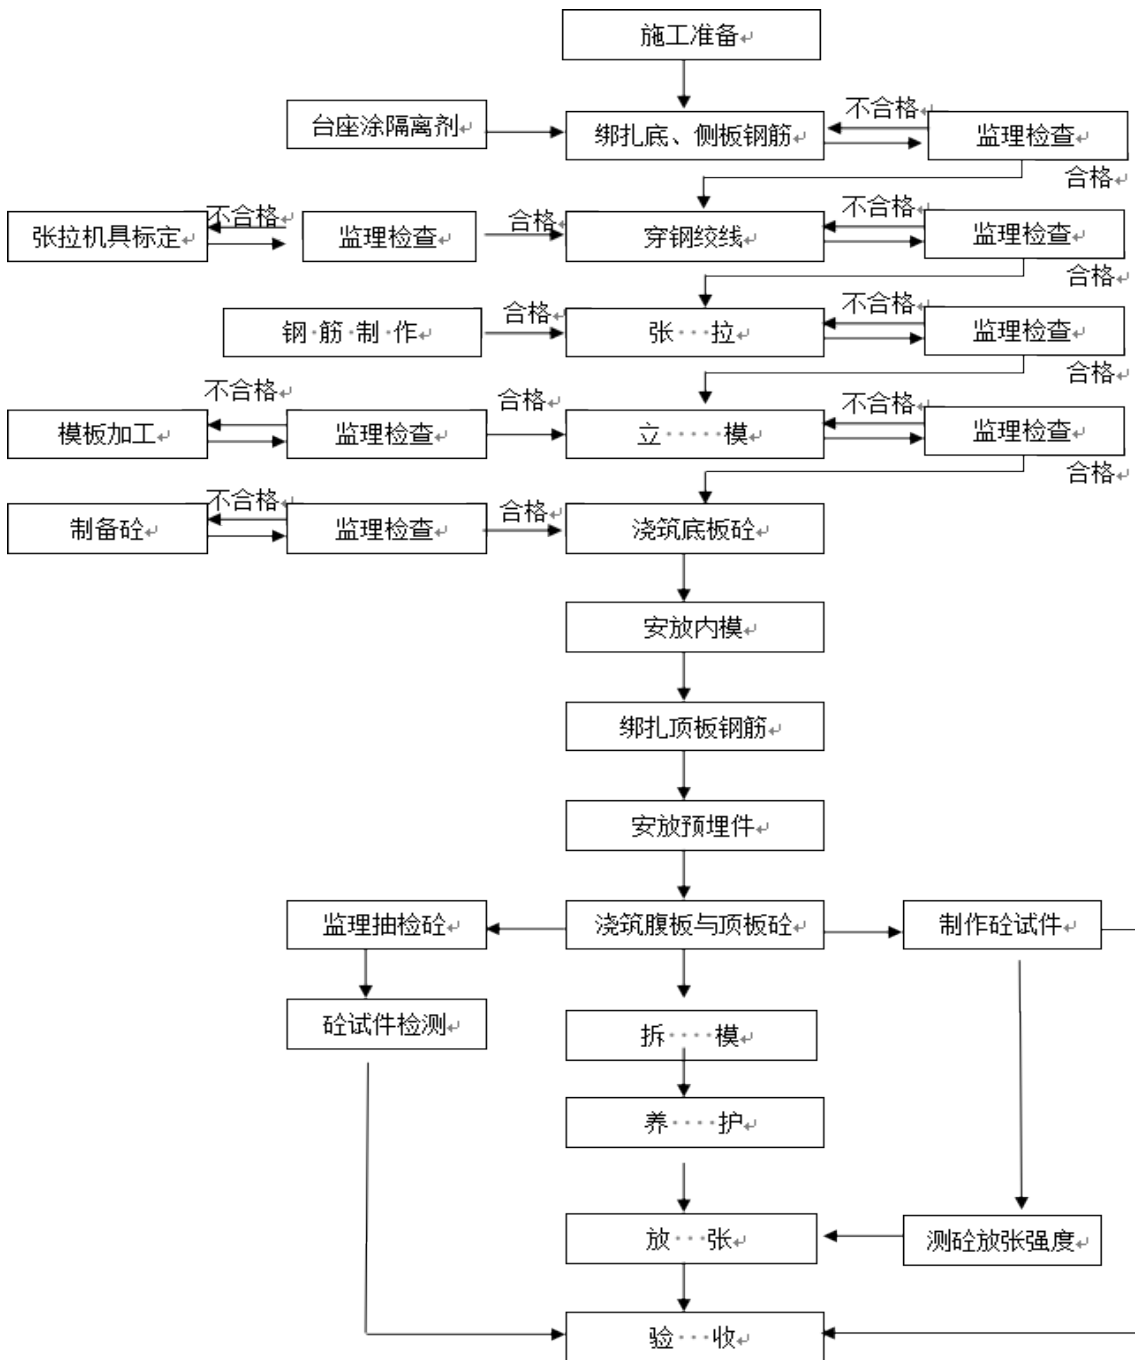 施工准备↵
台座涂隔离剂↵
绑扎底、侧板钢筋↵
不合格↵
监理检查↵
合格↵
张拉机具标定↵
不合格↵
监理检查↵
合格↵
穿钢绞线↵
不合格↵
监理检查↵
合格↵
钢·筋·制·作↵
合格↵
张···拉↵
不合格↵
监理检查↵
合格↵
模板加工↵
不合格↵
监理检查↵
合格↵
立·····模↵
不合格↵
监理检查↵
合格↵
制备砼↵
不合格↵
监理检查↵
合格↵
浇筑底板砼↵
安放内模↵
绑扎顶板钢筋↵
安放预埋件↵
监理抽检砼↵
浇筑腹板与顶板砼↵
制作砼试件↵
砼试件检测↵
拆····模↵
养····护↵
放···张↵
测砼放张强度↵
验···收↵